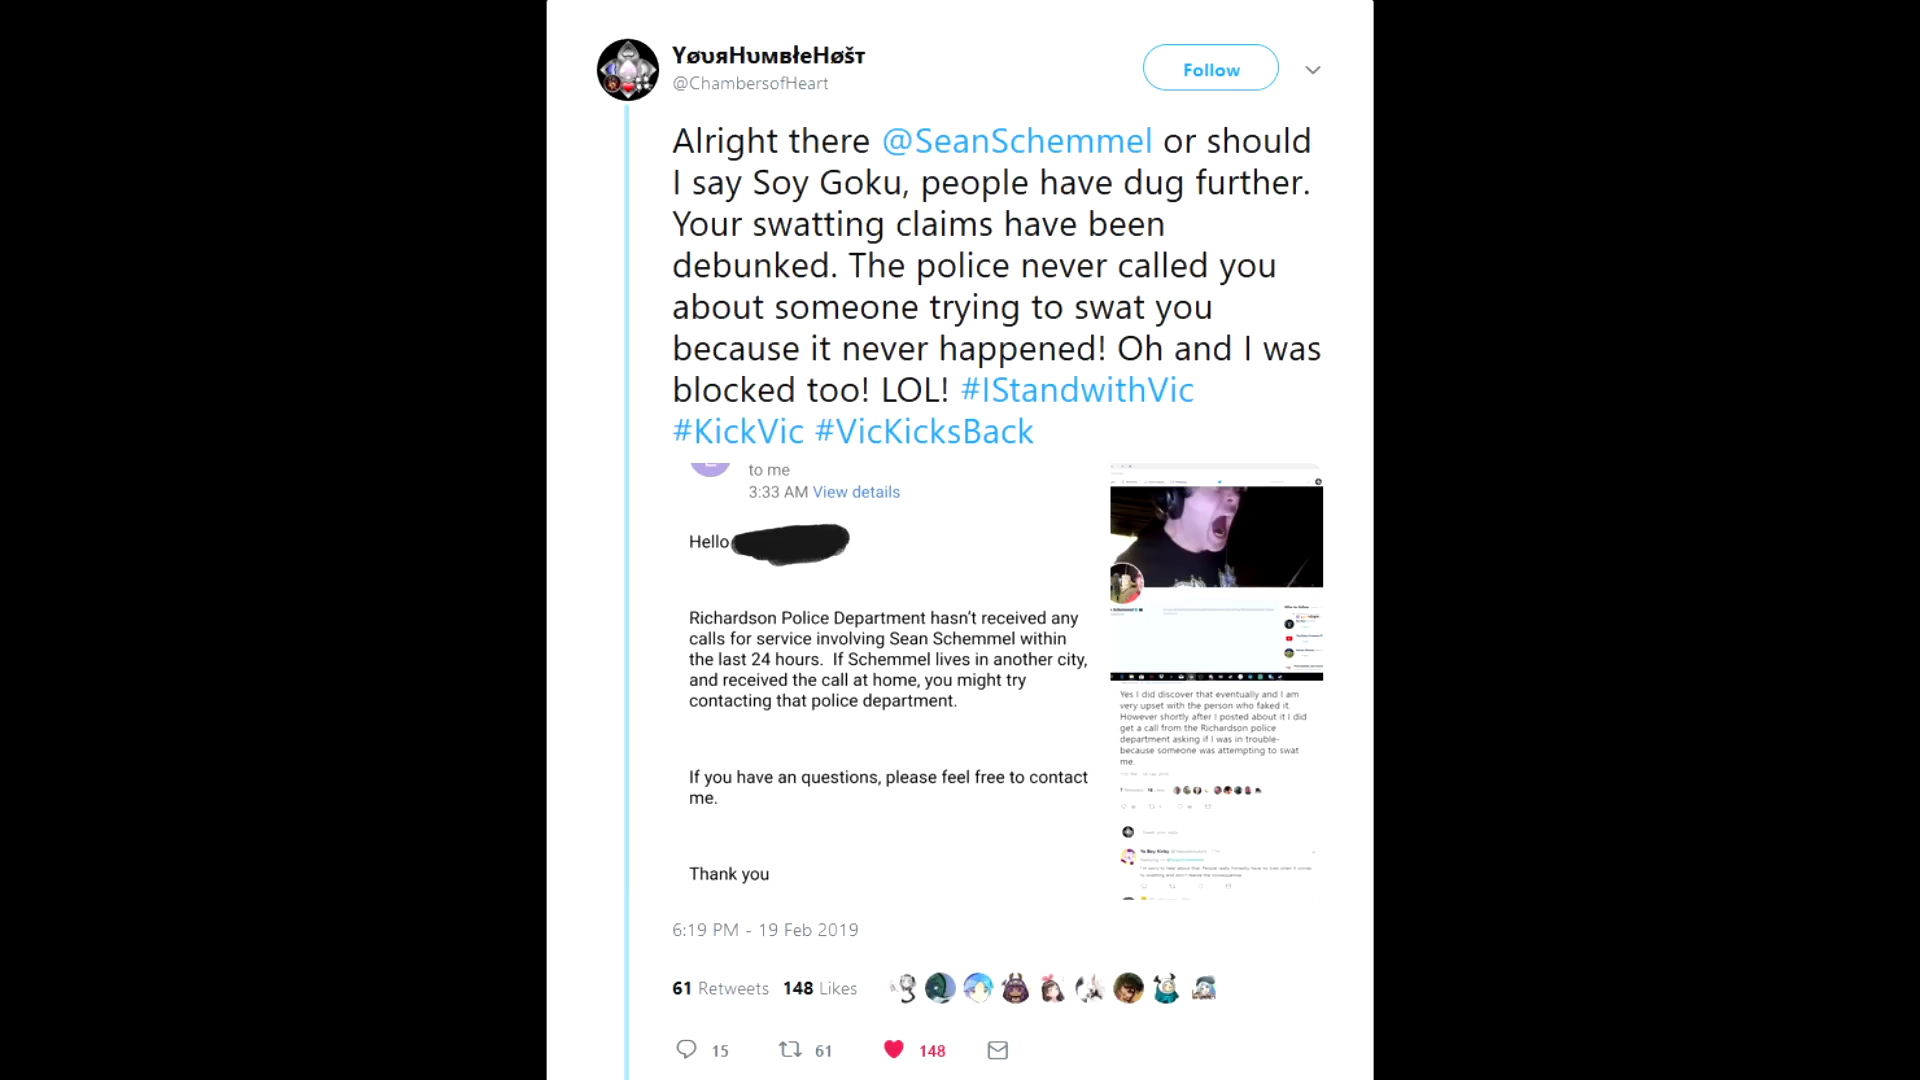 YøυяHυмвłeHøšт
@ChambersofHeart
Follow
Alright there @SeanSchemmel or should
I say Soy Goku, people have dug further.
Your swatting claims have been
debunked. The police never called you
about someone trying to swat you
because it never happened! Oh and I was
blocked too! LOL! #IStandwithVic
#KickVic #VicKicksBack
to me
3:33 AM View details
Hello
Richardson Police Department hasn't received any
calls for service involving Sean Schemmel within
the last 24 hours. If Schemmel lives in another city,
and received the call at home, you might try
contacting that police department.
If you have an questions, please feel free to contact
me.
Thank you
Yes I did discover that eventually and I am
very upset with the person who faked it.
However shortly after I posted about it I did
get a call from the Richardson police
department asking if I was in trouble-
because someone was attempting to swat
me.
Tweet your reply
Ya Boy Kirby
6:19 PM - 19 Feb 2019
61 Retweets 148 Likes
15 61 148